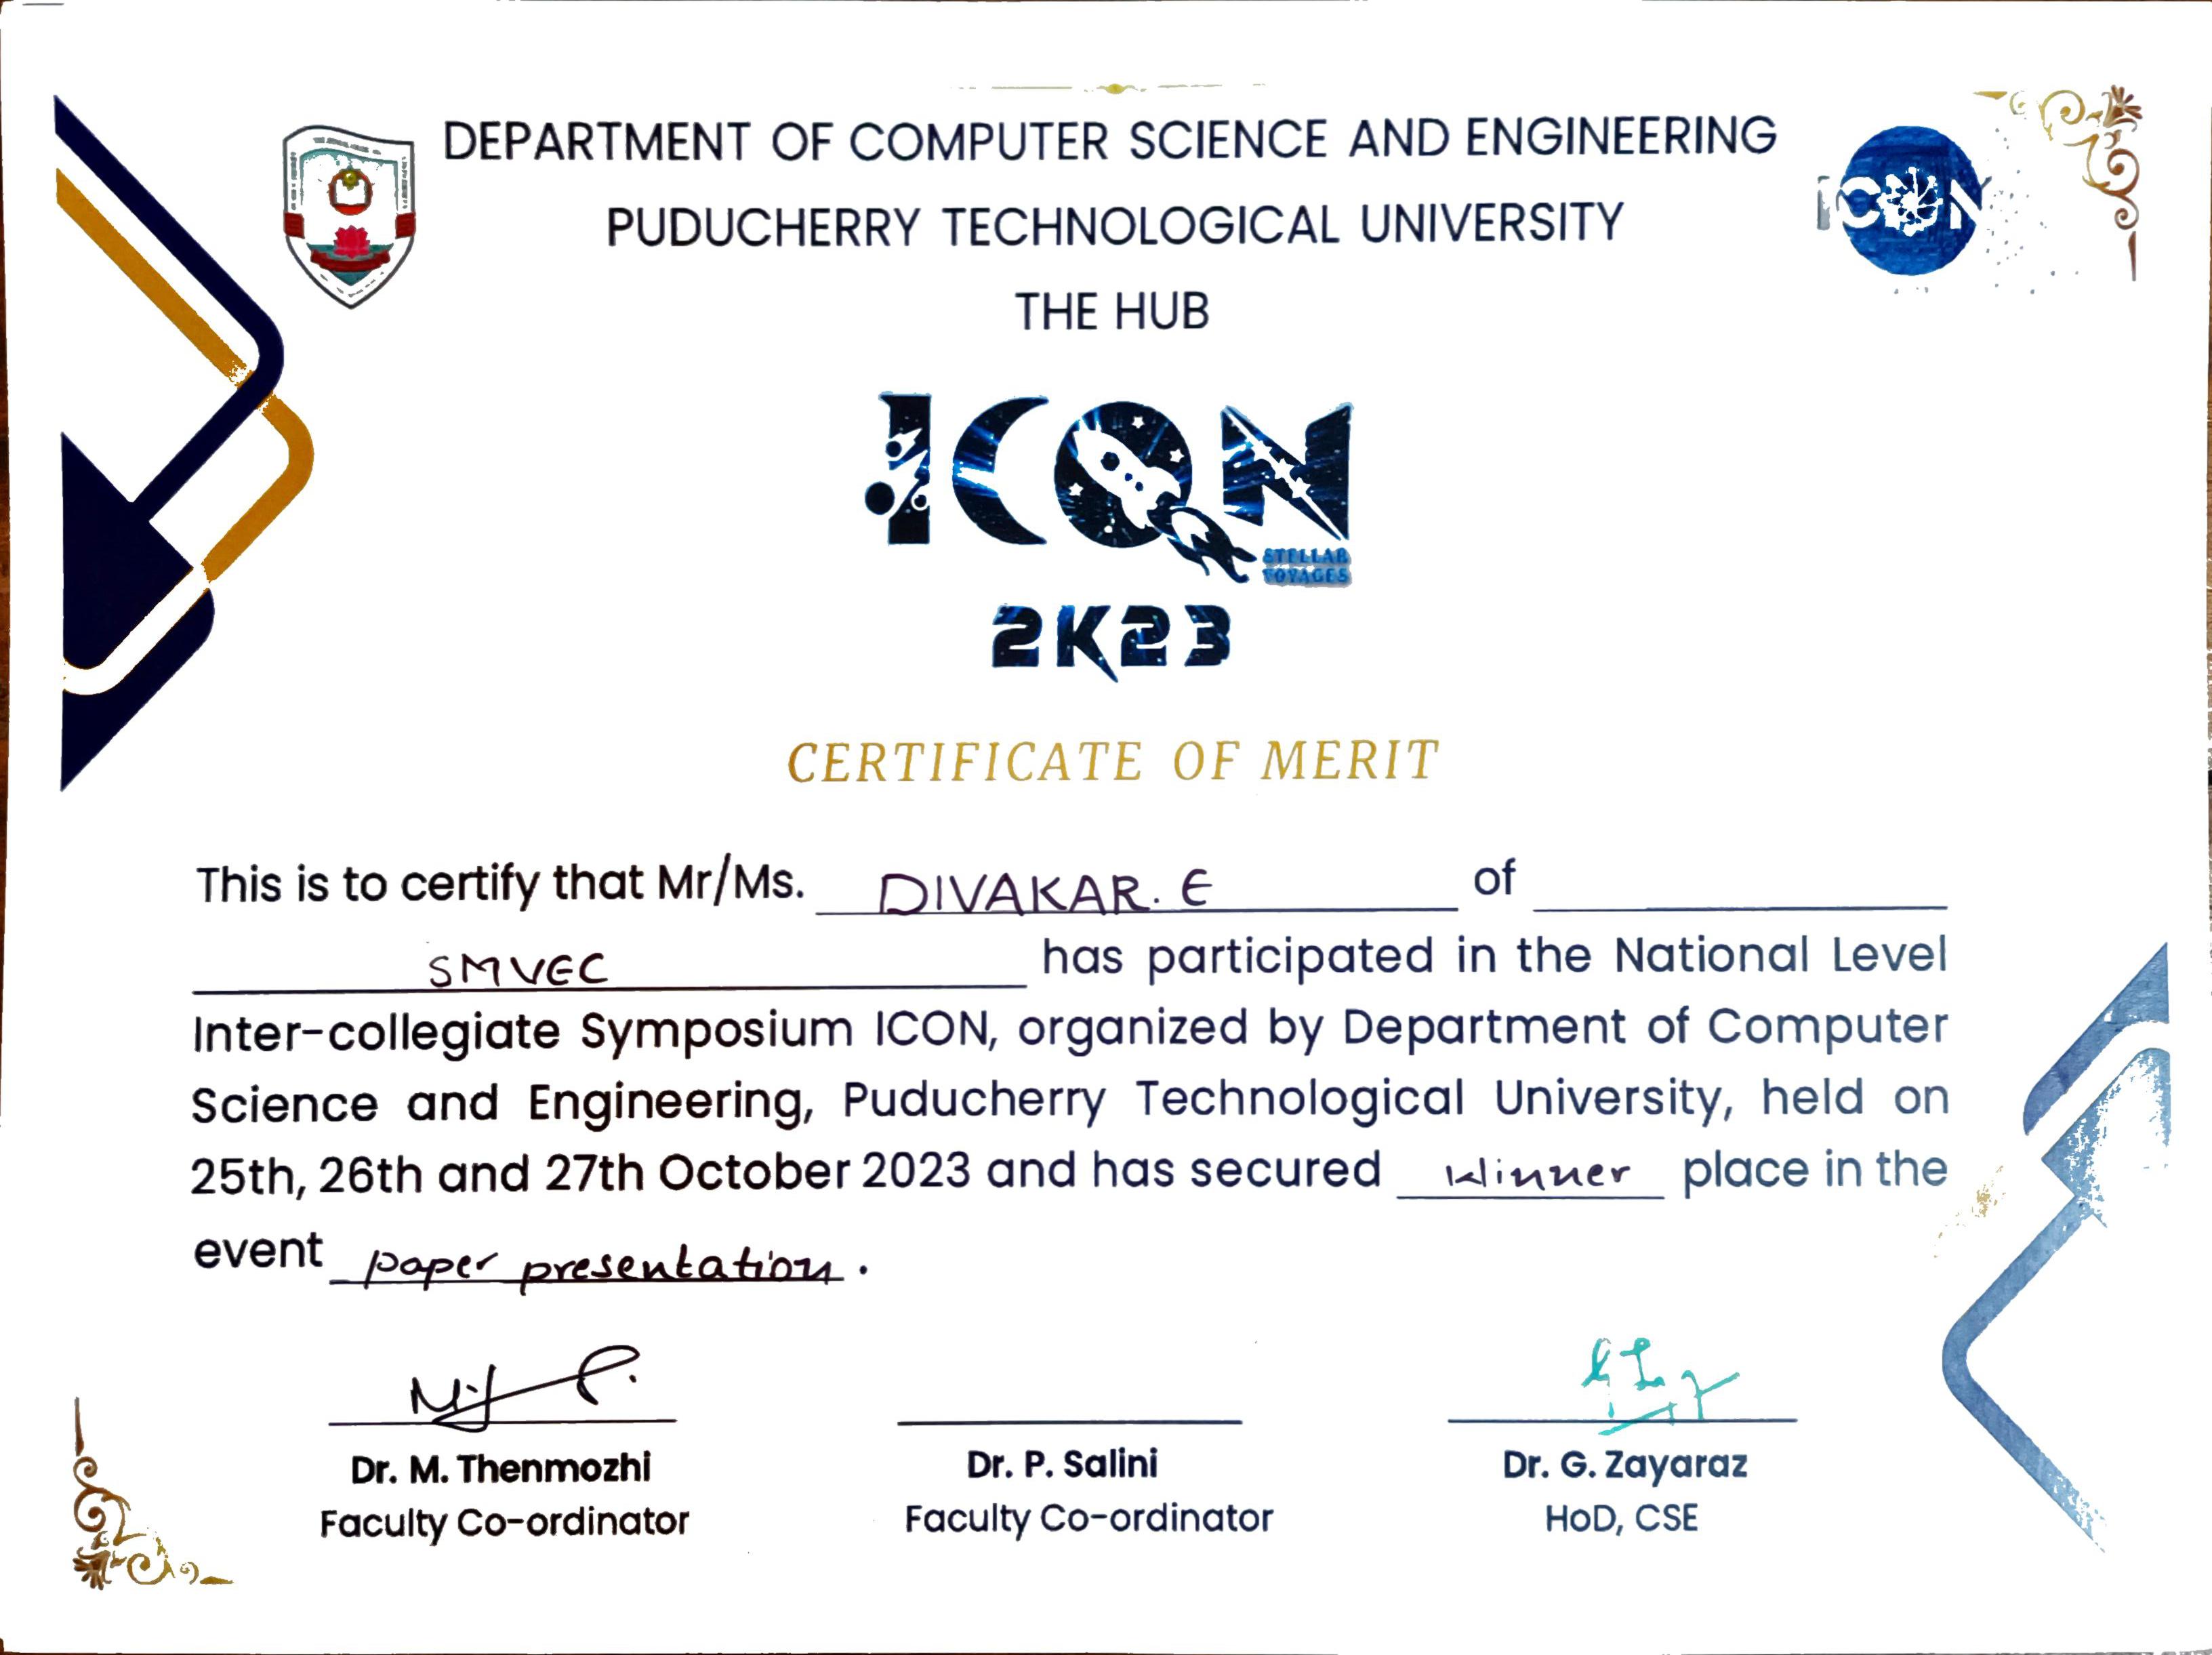 DEPARTMENT OF COMPUTER SCIENCE AND ENGINEERING
PUDUCHERRY TECHNOLOGICAL UNIVERSITY
ICON
THE HUB
ICON
STELLAR
VOYAGES
2K23
CERTIFICATE OF MERIT
This is to certify that Mr/Ms. DIVAKAR. E of
SMVEC has participated in the National Level
Inter-collegiate Symposium ICON, organized by Department of Computer
Science and Engineering, Puducherry Technological University, held on
25th, 26th and 27th October 2023 and has secured Winner place in the
event paper presentation.
Dr. M. Thenmozhi
Faculty Co-ordinator
Dr. P. Salini
Faculty Co-ordinator
Dr. G. Zayaraz
HoD, CSE